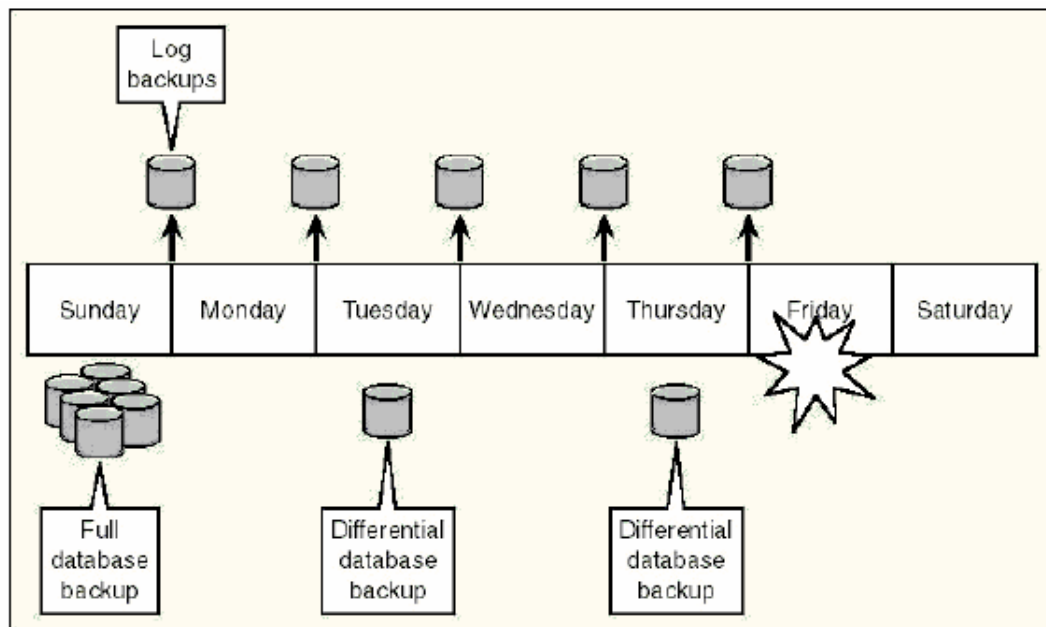 Log
backups
Sunday
Monday
Tuesday
Wednesday
Thursday
Friday
Saturday
Full
database
backup
Differential
database
backup
Differential
database
backup